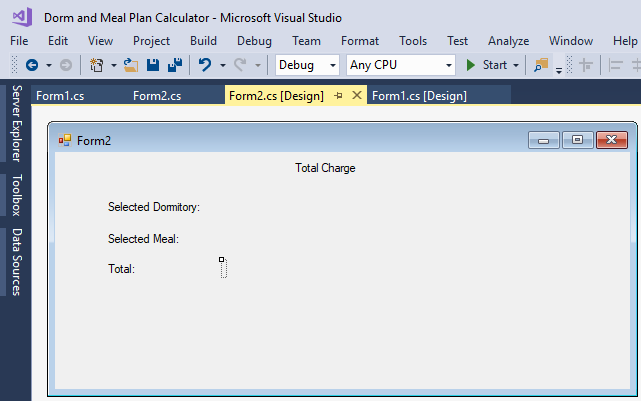 Dorm and Meal Plan Calculator - Microsoft Visual Studio
File Edit View Project Build Debug Team Format Tools Test Analyze Window Help
Debug Any CPU Start
Server Explorer
Toolbox
Data Sources
Form1.cs Form2.cs Form2.cs [Design] Form1.cs [Design]
Form2
Total Charge
Selected Dormitory:
Selected Meal:
Total: